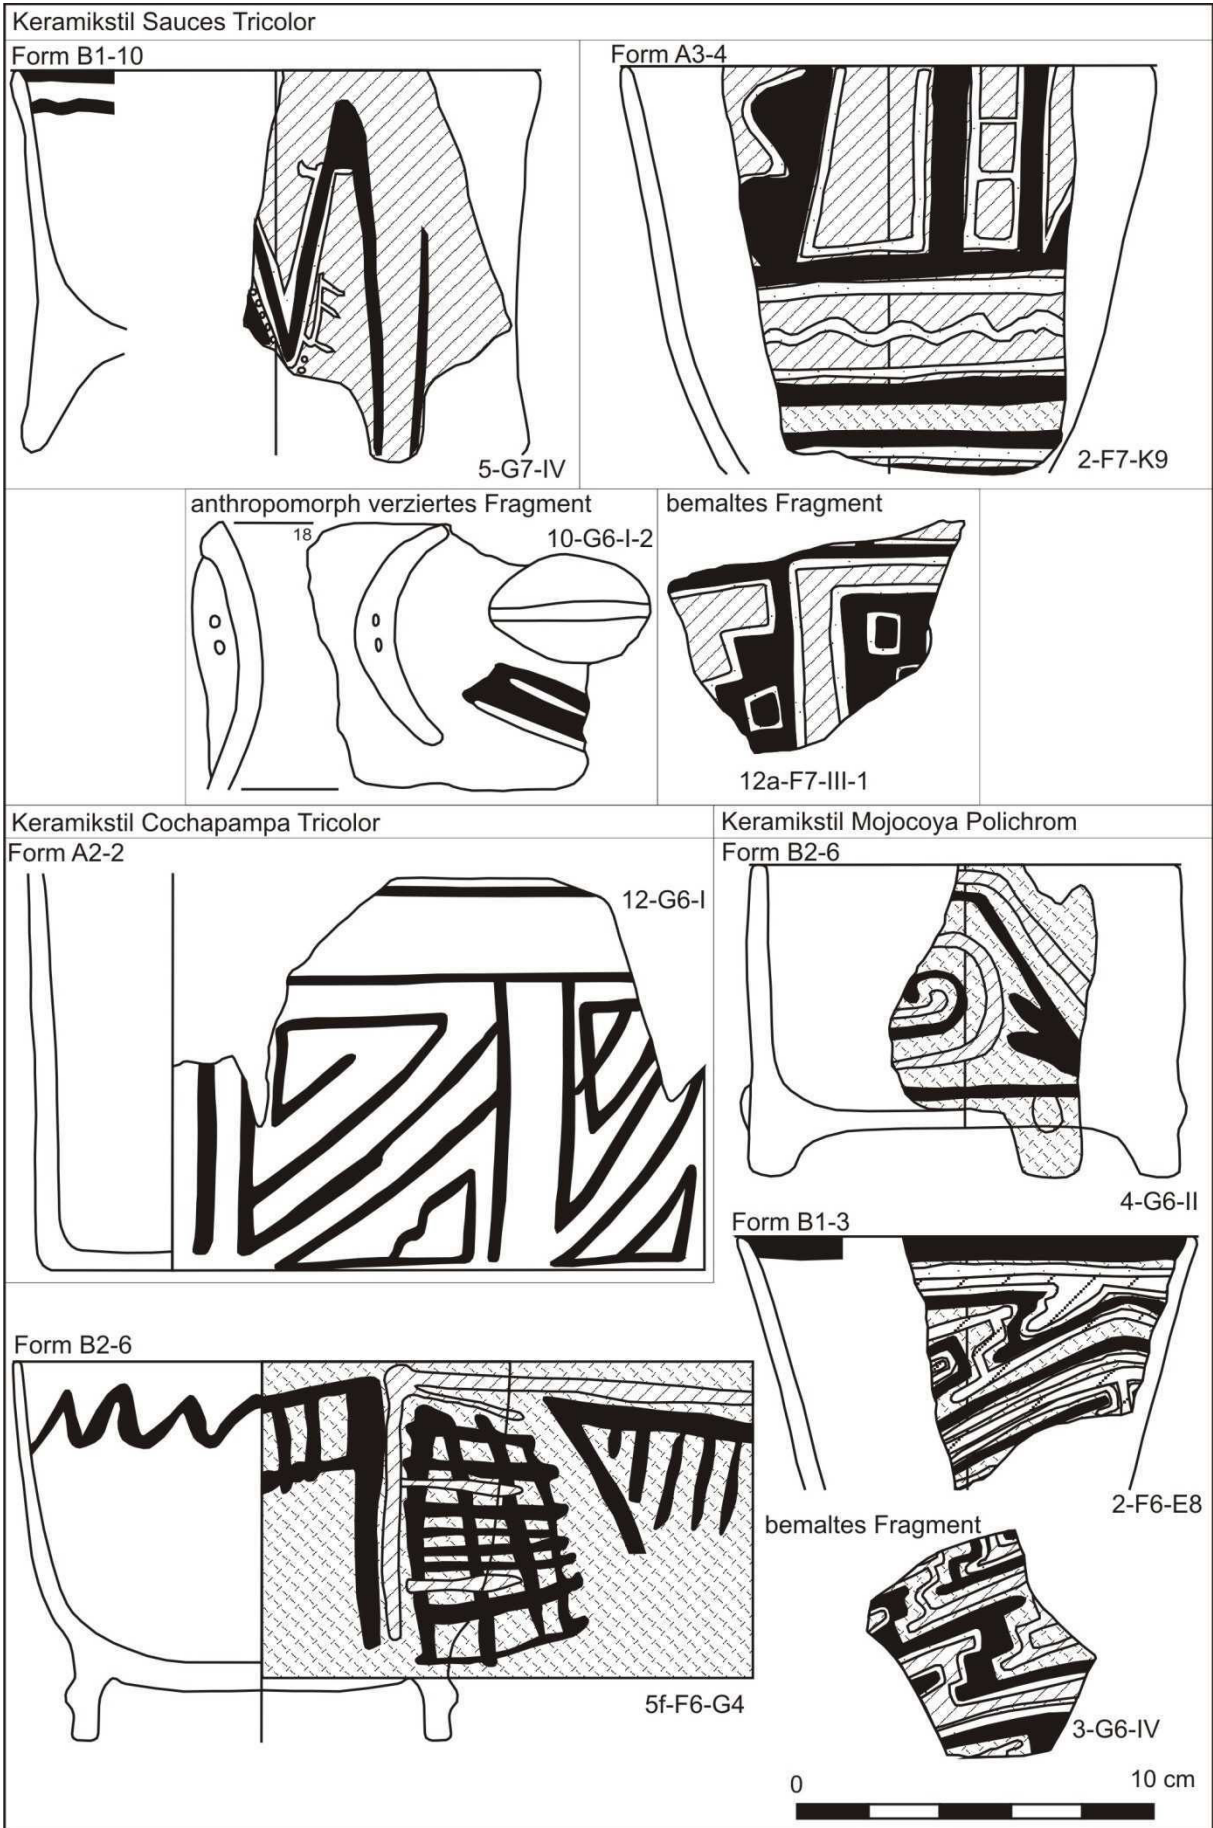 Keramikstil Sauces Tricolor
Form B1-10
5-G7-IV
Form A3-4
2-F7-K9
anthropomorph verziertes Fragment
18
10-G6-I-2
bemaltes Fragment
12a-F7-III-1
Keramikstil Cochapampa Tricolor
Form A2-2
12-G6-I
Keramikstil Mojocoya Polichrom
Form B2-6
4-G6-II
Form B1-3
2-F6-E8
Form B2-6
5f-F6-G4
bemaltes Fragment
3-G6-IV
0 10 cm